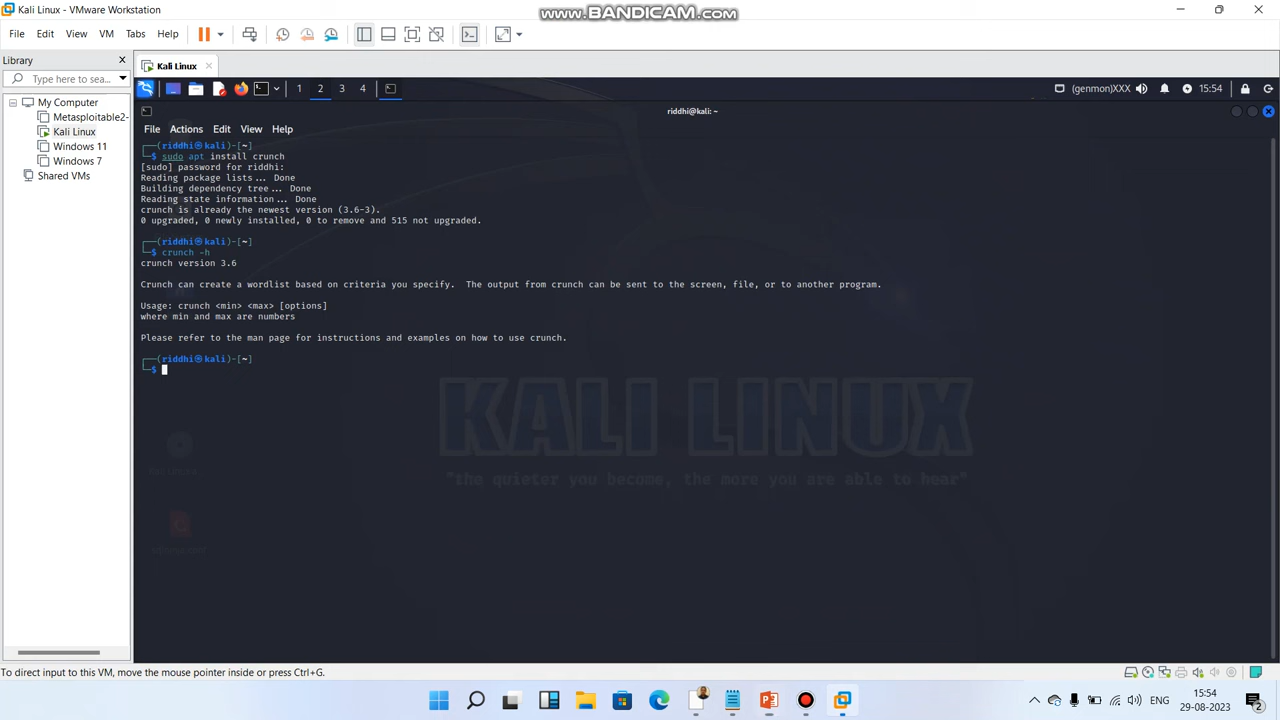 Kali Linux - VMware Workstation
www.BANDICAM.com
File Edit View VM Tabs Help
Library
Type here to sea...
My Computer
Metasploitable2-
Kali Linux
Windows 11
Windows 7
Shared VMs
Kali Linux
1 2 3 4
(genmon)XXX 15:54
riddhi@kali: ~
File Actions Edit View Help
┌──(riddhi㉿kali)-[~]
└─$ sudo apt install crunch
[sudo] password for riddhi:
Reading package lists... Done
Building dependency tree... Done
Reading state information... Done
crunch is already the newest version (3.6-3).
0 upgraded, 0 newly installed, 0 to remove and 515 not upgraded.
┌──(riddhi㉿kali)-[~]
└─$ crunch -h
crunch version 3.6
Crunch can create a wordlist based on criteria you specify.  The output from crunch can be sent to the screen, file, or to another program.
Usage: crunch <min> <max> [options]
where min and max are numbers
Please refer to the man page for instructions and examples on how to use crunch.
┌──(riddhi㉿kali)-[~]
└─$
KALI LINUX
"the quieter you become, the more you are able to hear"
To direct input to this VM, move the mouse pointer inside or press Ctrl+G.
ENG
15:54
29-08-2023
2